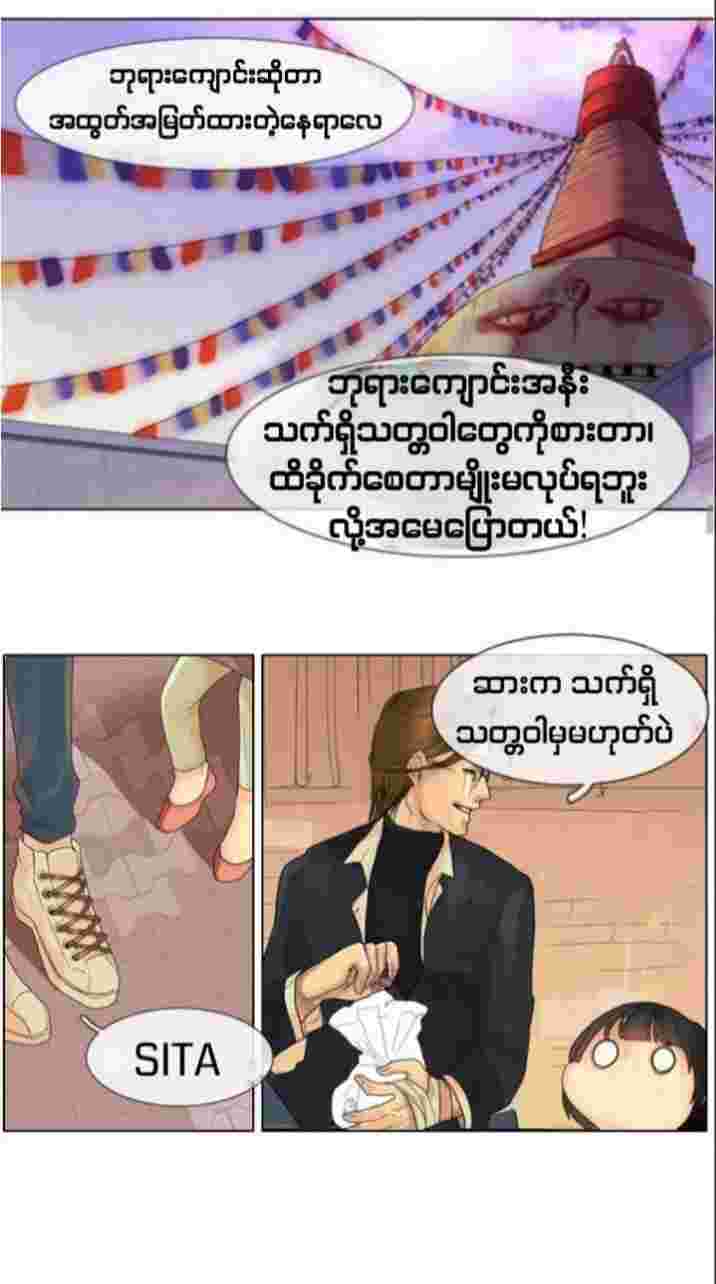 ဘုရားကျောင်းဆိုတာ
အထွတ်အမြတ်ထားတဲ့နေရာလေ
ဘုရားကျောင်းအနီး
သက်ရှိသတ္တဝါတွေကိုစားတာ၊
ထိခိုက်စေတာမျိုးမလုပ်ရဘူး
လို့အမေပြောတယ်!
ဆားက သက်ရှိ
သတ္တဝါမှမဟုတ်ပဲ
SITA